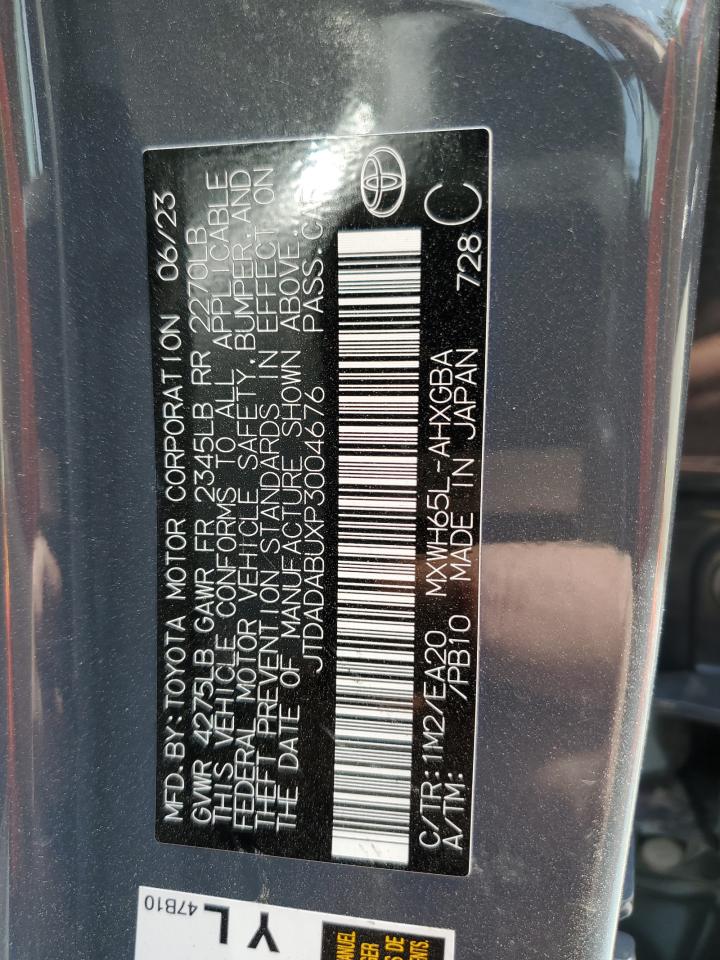 MFD. BY: TOYOTA MOTOR CORPORATION 06/23
GVWR 4275LB GAWR FR 2345LB RR 2270LB
THIS VEHICLE CONFORMS TO ALL APPLICABLE
FEDERAL MOTOR VEHICLE SAFETY, BUMPER, AND
THEFT PREVENTION STANDARDS IN EFFECT ON
THE DATE OF MANUFACTURE SHOWN ABOVE.
JTDADABUXP3004676 PASS. CAR
C/TR: 1M2/EA20 MXWH65L-AHXGBA
A/TM: /PB10 MADE IN JAPAN 728 C
YL
47B10